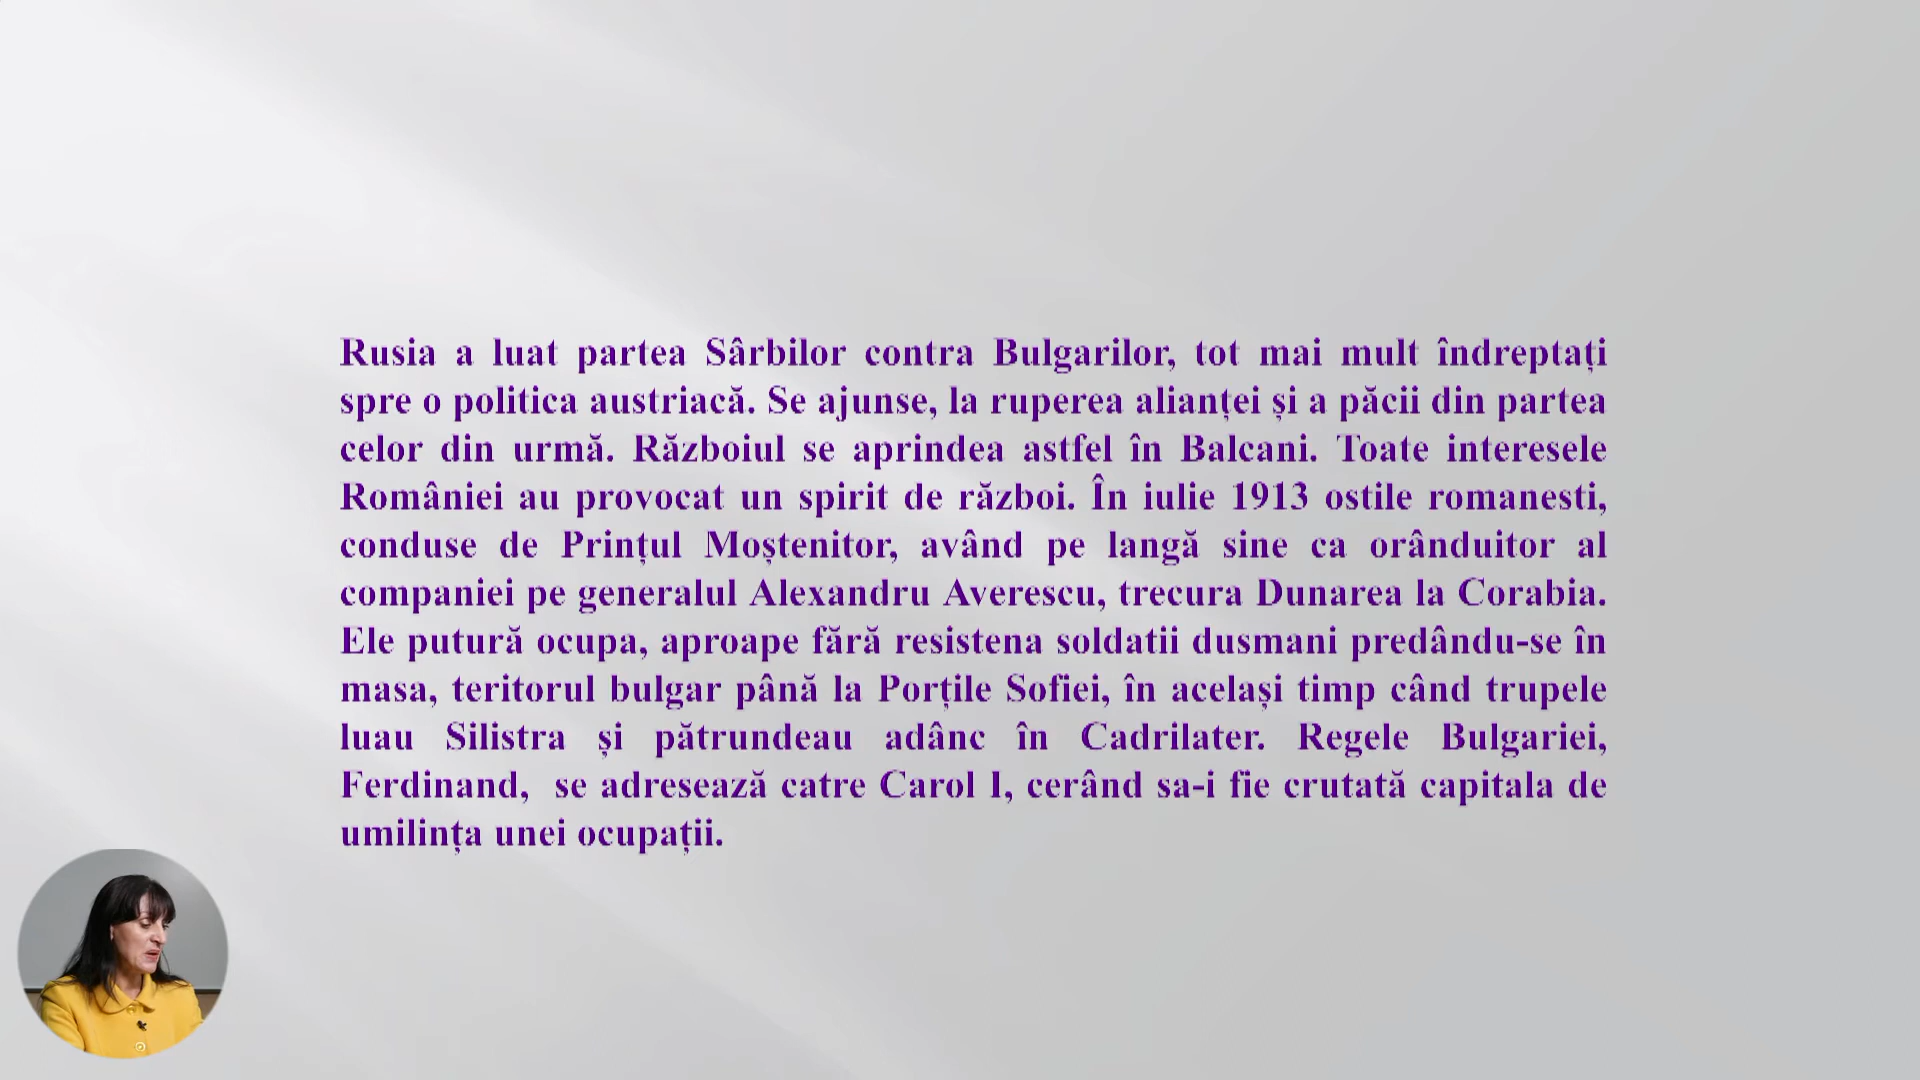 Rusia a luat partea Sârbilor contra Bulgarilor, tot mai mult îndreptați
spre o politica austriacă. Se ajunse, la ruperea alianței și a păcii din partea
celor din urmă. Războiul se aprindea astfel în Balcani. Toate interesele
României au provocat un spirit de război. În iulie 1913 ostile romanesti,
conduse de Prințul Moștenitor, având pe langă sine ca orânduitor al
companiei pe generalul Alexandru Averescu, trecura Dunarea la Corabia.
Ele putură ocupa, aproape fără resistena soldatii dusmani predându-se în
masa, teritorul bulgar până la Porțile Sofiei, în același timp când trupele
luau Silistra și pătrundeau adânc în Cadrilater. Regele Bulgariei,
Ferdinand, se adresează catre Carol I, cerând sa-i fie crutată capitala de
umilința unei ocupații.